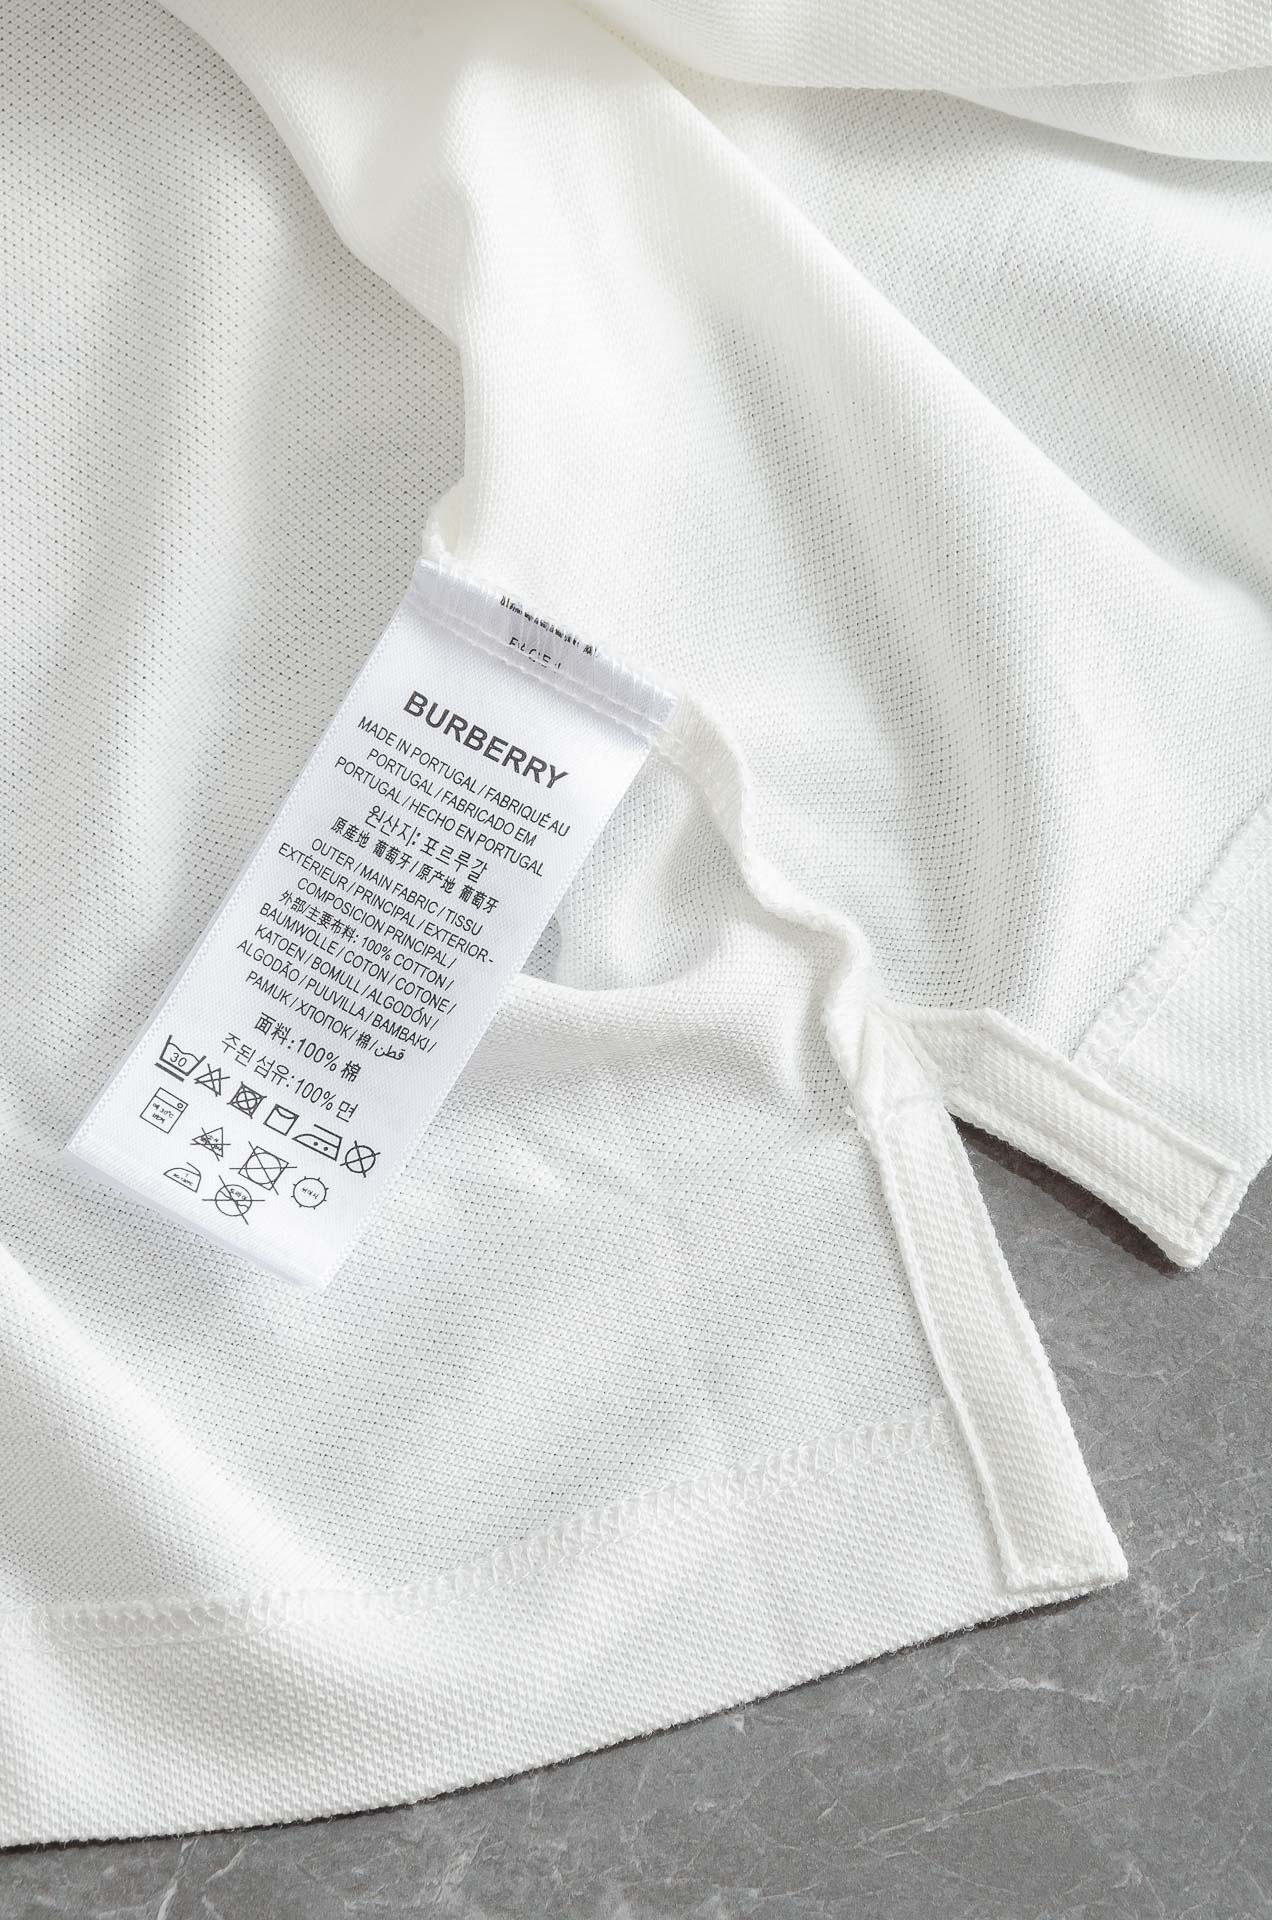 BURBERRY
MADE IN PORTUGAL / FABRIQUÉ AU
PORTUGAL / FABRICADO EM
PORTUGAL / HECHO EN PORTUGAL
원산지: 포르투갈
原產地 葡萄牙 / 原产地 葡萄牙
OUTER / MAIN FABRIC / TISSU
EXTÉRIEUR / PRINCIPAL / EXTERIOR-
COMPOSICION PRINCIPAL /
外部/主要布料: 100% COTTON /
BAUMWOLLE / COTON / COTONE /
KATOEN / BOMULL / ALGODÓN /
ALGODÃO / PUUVILLA / BAMBAKI /
PAMUK / ХЛОПОК / 棉 / قطن
面料: 100% 棉
주된 섬유: 100% 면
30